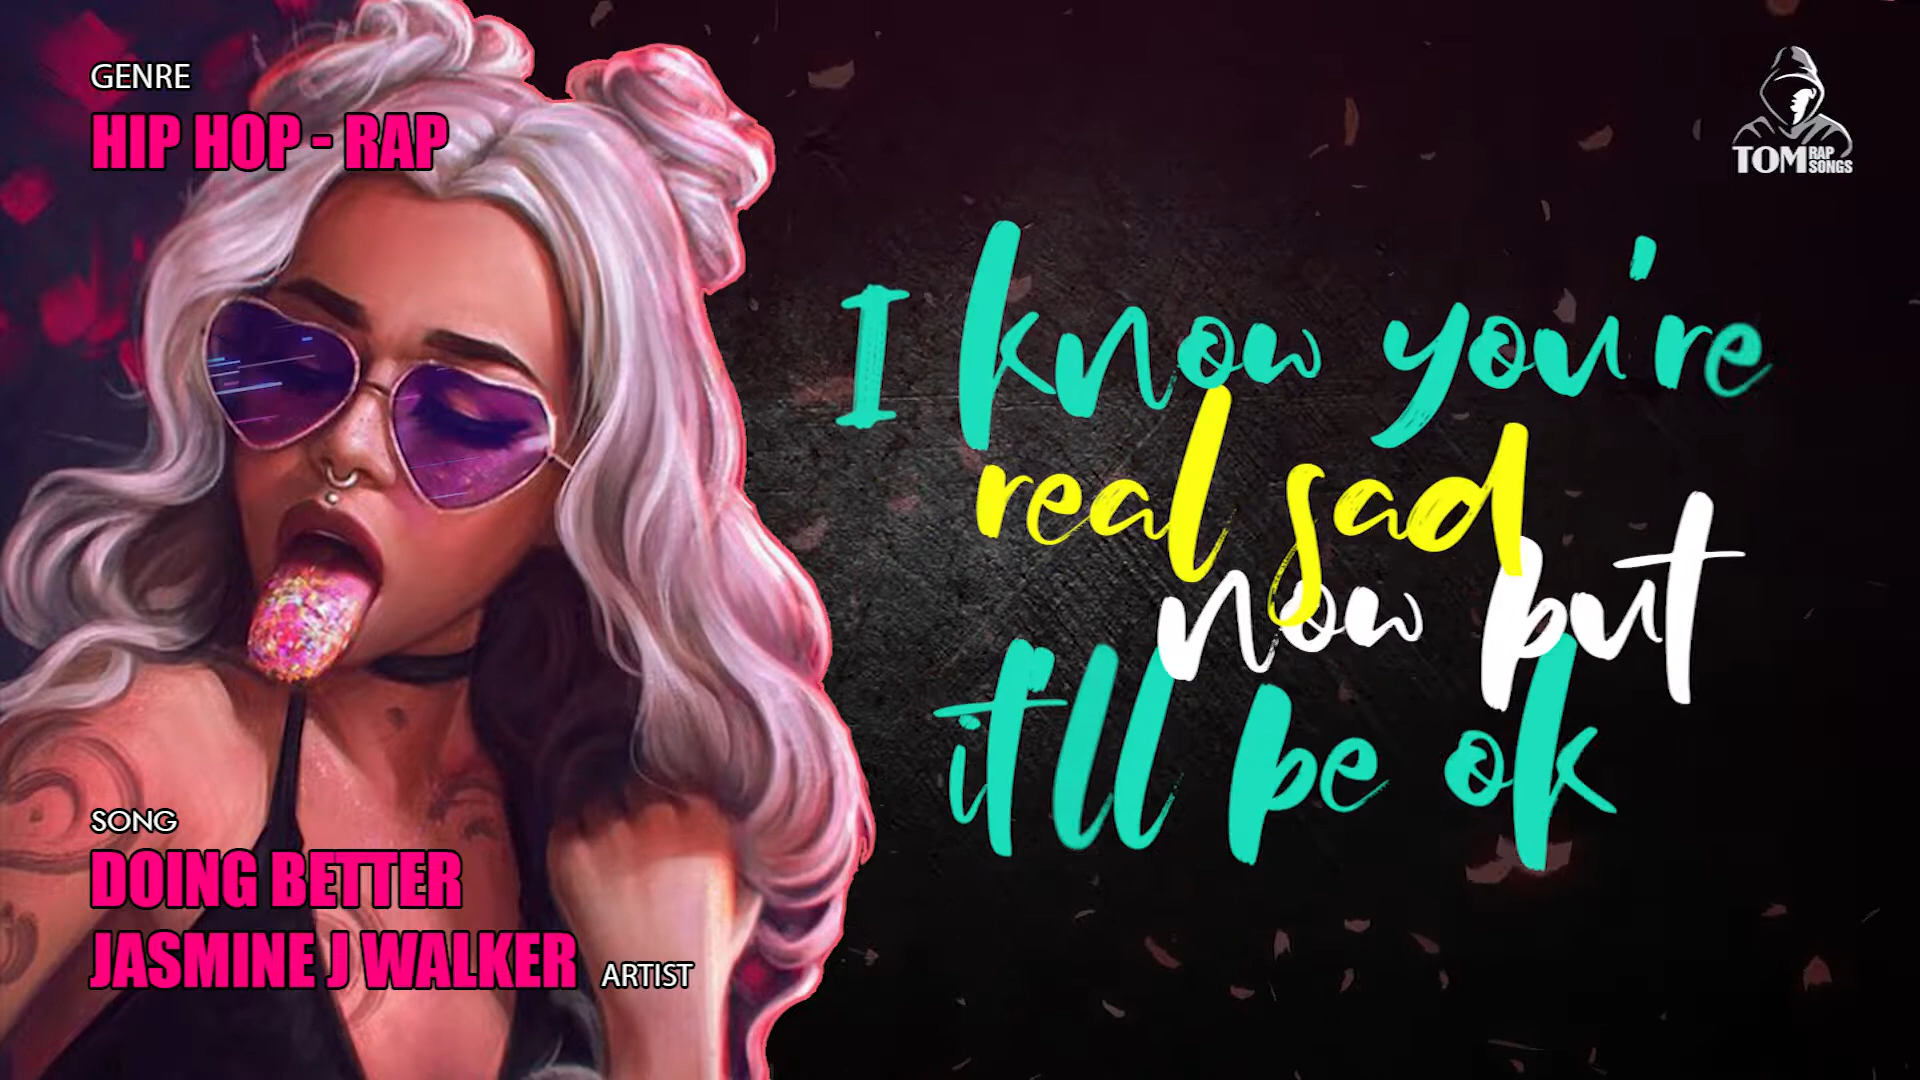 GENRE
HIP HOP - RAP
TOM RAP SONGS
I know you're
real sad
now but
it'll be ok
SONG
DOING BETTER
JASMINE J WALKER ARTIST